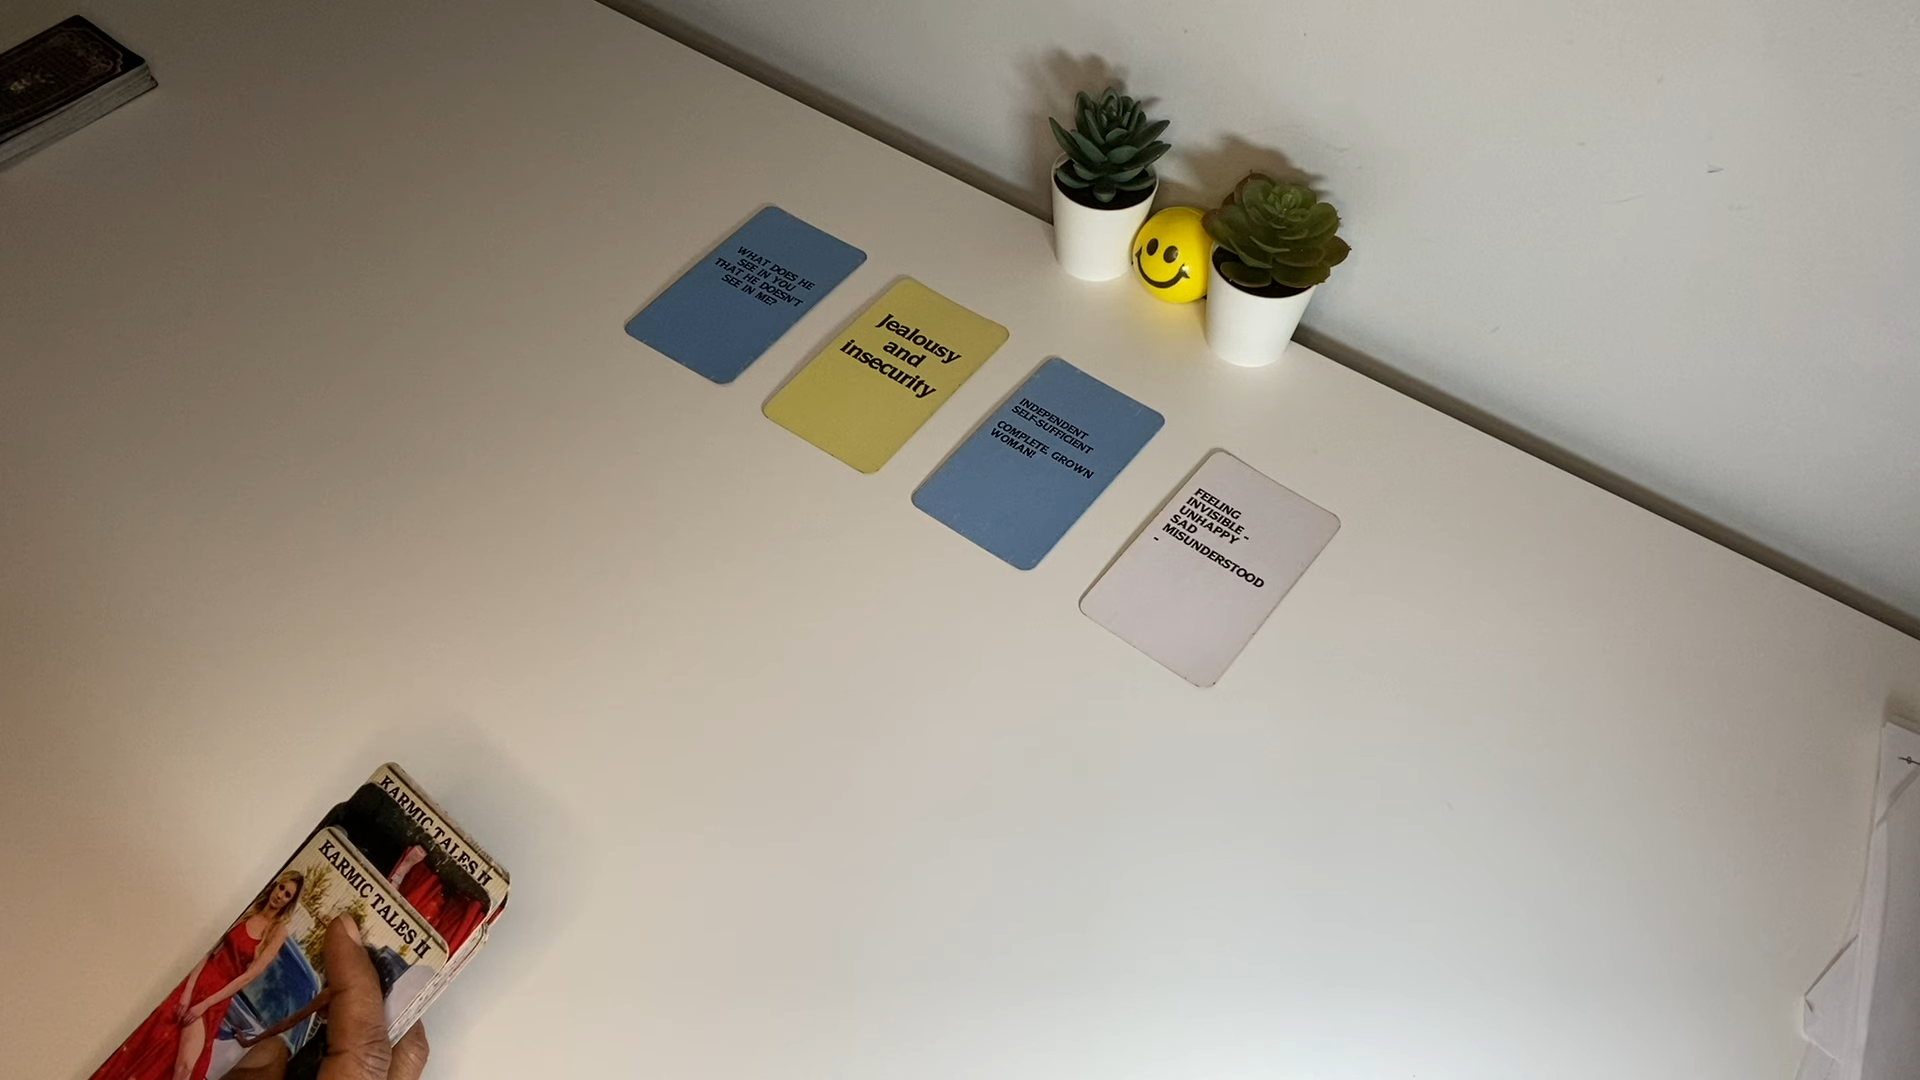 WHAT DOES HE
SEE IN YOU
THAT HE DOESN'T
SEE IN ME?
Jealousy
and
insecurity
INDEPENDENT
SELF-SUFFICIENT
COMPLETE, GROWN
WOMAN!
FEELING
INVISIBLE -
UNHAPPY -
SAD
- MISUNDERSTOOD
KARMIC TALES II
KARMIC TALES II